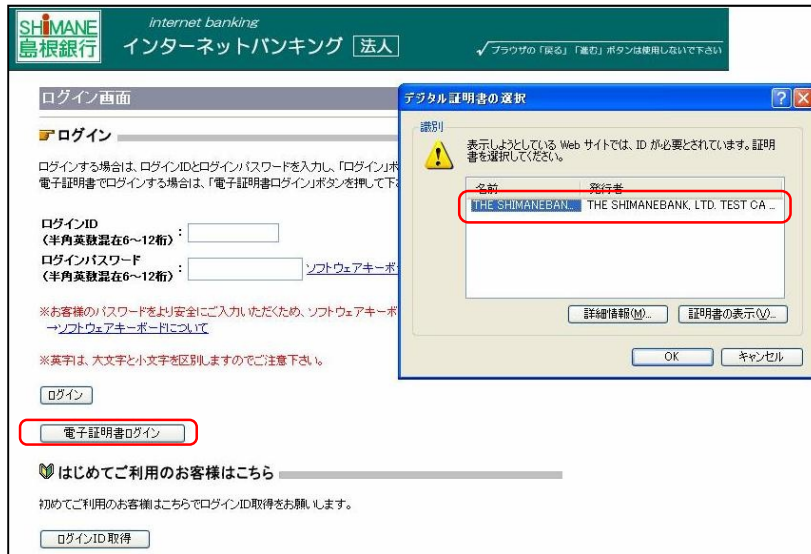 SHIMANE
島根銀行
internet banking
インターネットバンキング 法人
√ブラウザの「戻る」「進む」ボタンは使用しないで下さい
ログイン画面
ログイン
ログインする場合は、ログインIDとログインパスワードを入力し、「ログイン」ボ
電子証明書でログインする場合は、「電子証明書ログイン」ボタンを押して下さ
ログインID
(半角英数混在6～12桁) :
ログインパスワード
(半角英数混在6～12桁) :
ソフトウェアキーボ
※お客様のパスワードをより安全にご入力いただくため、ソフトウェアキーボ
→ソフトウェアキーボードについて
※英字は、大文字と小文字を区別しますのでご注意下さい。
ログイン
電子証明書ログイン
はじめてご利用のお客様はこちら
初めてご利用のお客様はこちらでログインID取得をお願いします。
ログインID取得
デジタル証明書の選択
識別
表示しようとしている Web サイトでは、ID が必要とされています。証明
書を選択してください。
名前 発行者
THE SHIMANEBAN... THE SHIMANEBANK, LTD. TEST CA ...
詳細情報(M)... 証明書の表示(V)...
OK キャンセル